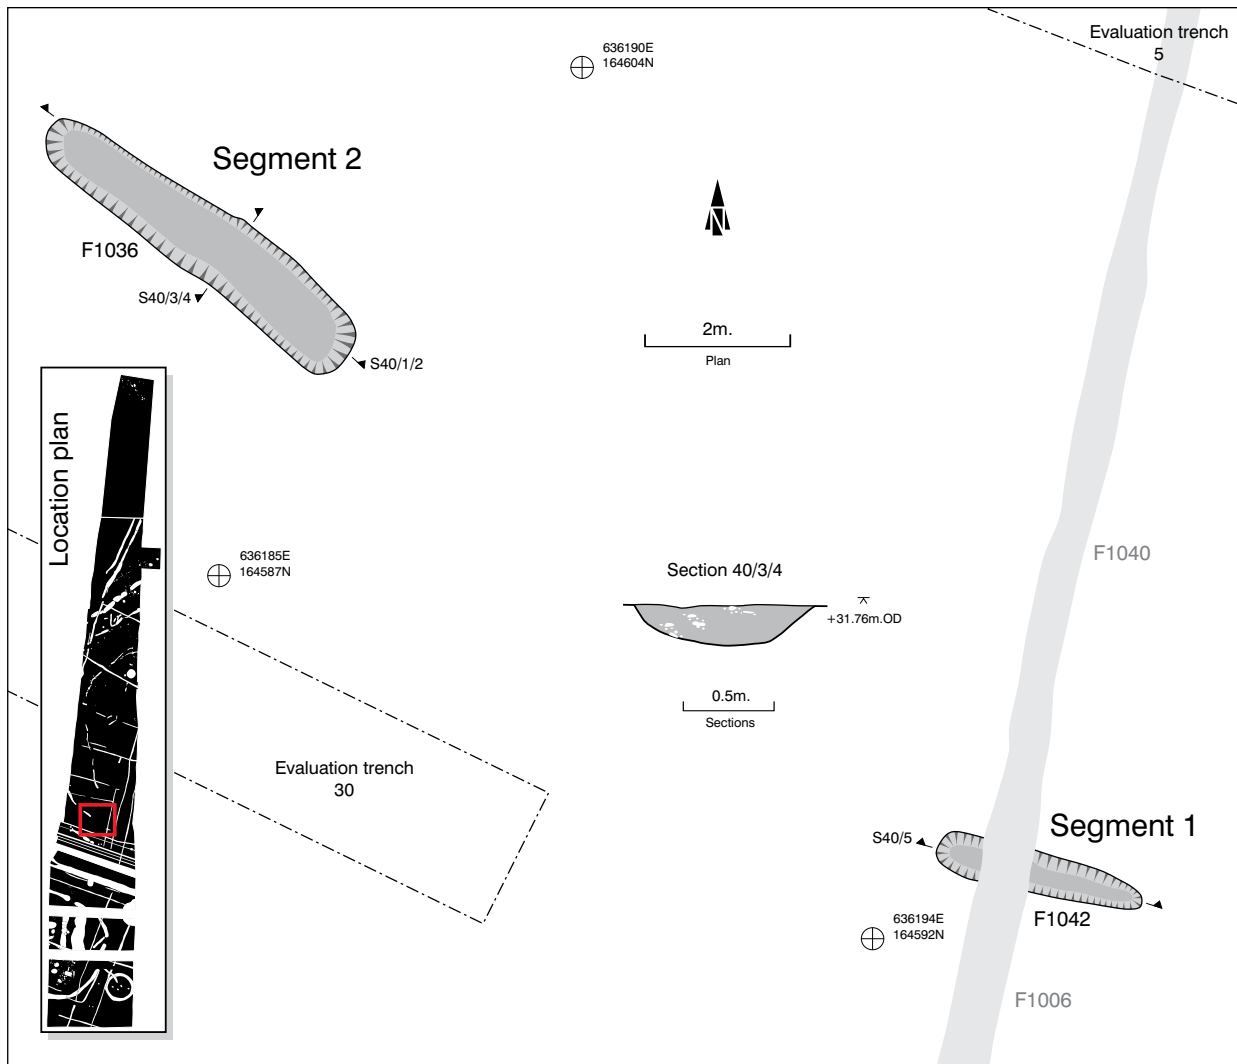 Evaluation trench
5
636190E
164604N
Segment 2
N
F1036
S40/3/4
2m.
Plan
S40/1/2
Location plan
636185E
164587N
F1040
Section 40/3/4
+31.76m.OD
0.5m.
Sections
Evaluation trench
30
Segment 1
S40/5
F1042
636194E
164592N
F1006